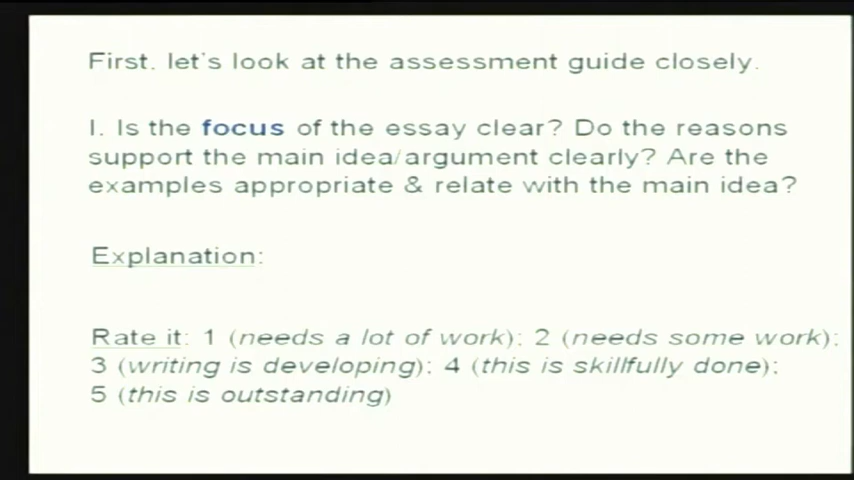 First. let's look at the assessment guide closely.
I. Is the focus of the essay clear? Do the reasons
support the main idea/argument clearly? Are the
examples appropriate & relate with the main idea?
Explanation:
Rate it: 1 (needs a lot of work); 2 (needs some work);
3 (writing is developing); 4 (this is skillfully done);
5 (this is outstanding)